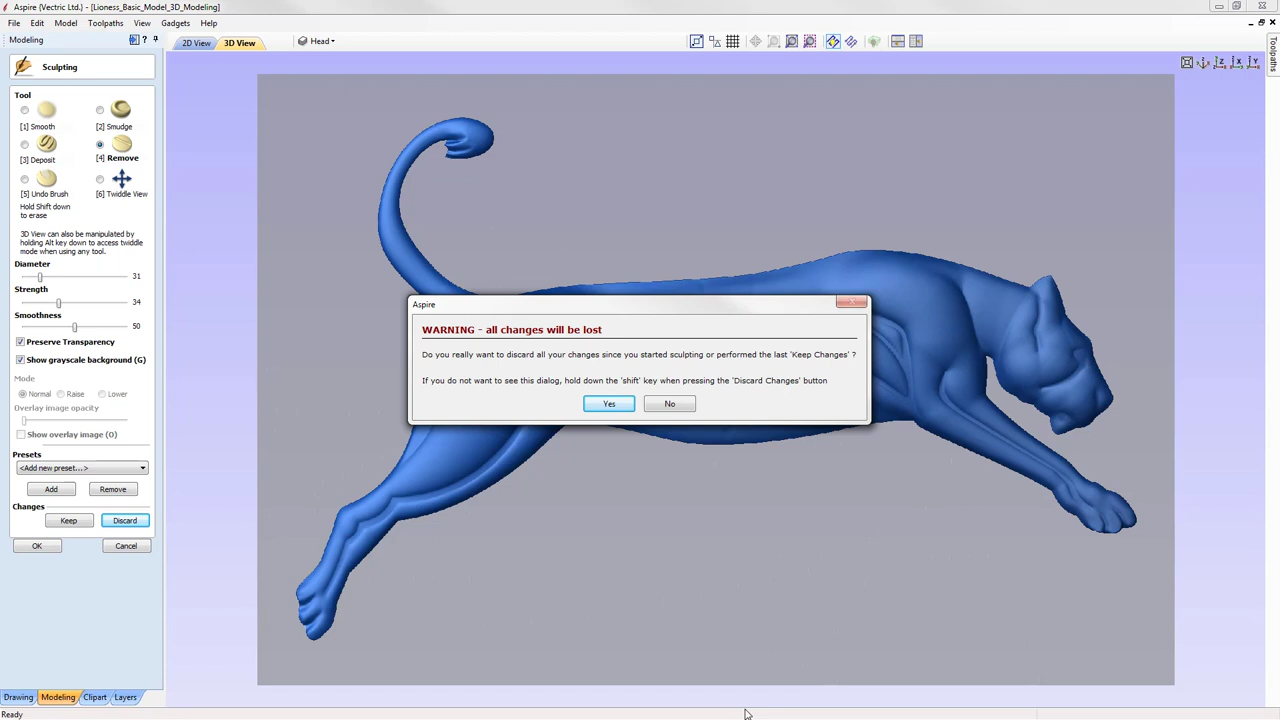 Aspire (Vectric Ltd.) - [Lioness_Basic_Model_3D_Modeling]
File Edit Model Toolpaths View Gadgets Help
Modeling ? 2D View 3D View Head
Toolpaths
Sculpting
Tool
[1] Smooth [2] Smudge
[3] Deposit [4] Remove
[5] Undo Brush [6] Twiddle View
Hold Shift down
to erase
3D View can also be manipulated by
holding Alt key down to access twiddle
mode when using any tool.
Diameter
31
Strength
34
Smoothness
50
Preserve Transparency
Show grayscale background (G)
Mode
Normal Raise Lower
Overlay image opacity
Show overlay image (O)
Presets
<Add new preset...>
Add Remove
Changes
Keep Discard
OK Cancel
Aspire
WARNING - all changes will be lost
Do you really want to discard all your changes since you started sculpting or performed the last 'Keep Changes' ?
If you do not want to see this dialog, hold down the 'shift' key when pressing the 'Discard Changes' button
Yes No
Drawing Modeling Clipart Layers
Ready